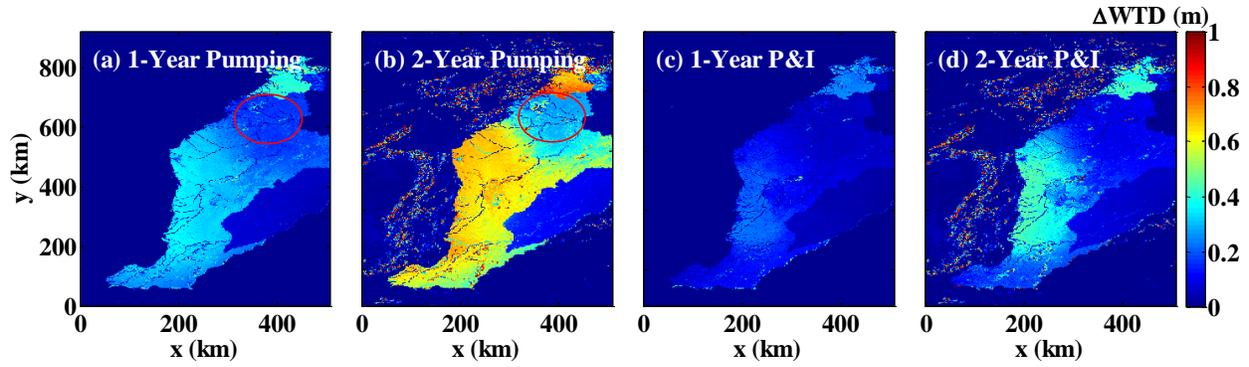 ΔWTD (m)
(a) 1-Year Pumping
(b) 2-Year Pumping
(c) 1-Year P&I
(d) 2-Year P&I
1
0.8
0.6
0.4
0.2
0
800
600
400
200
0
y (km)
0 200 400
0 200 400
0 200 400
0 200 400
x (km)
x (km)
x (km)
x (km)